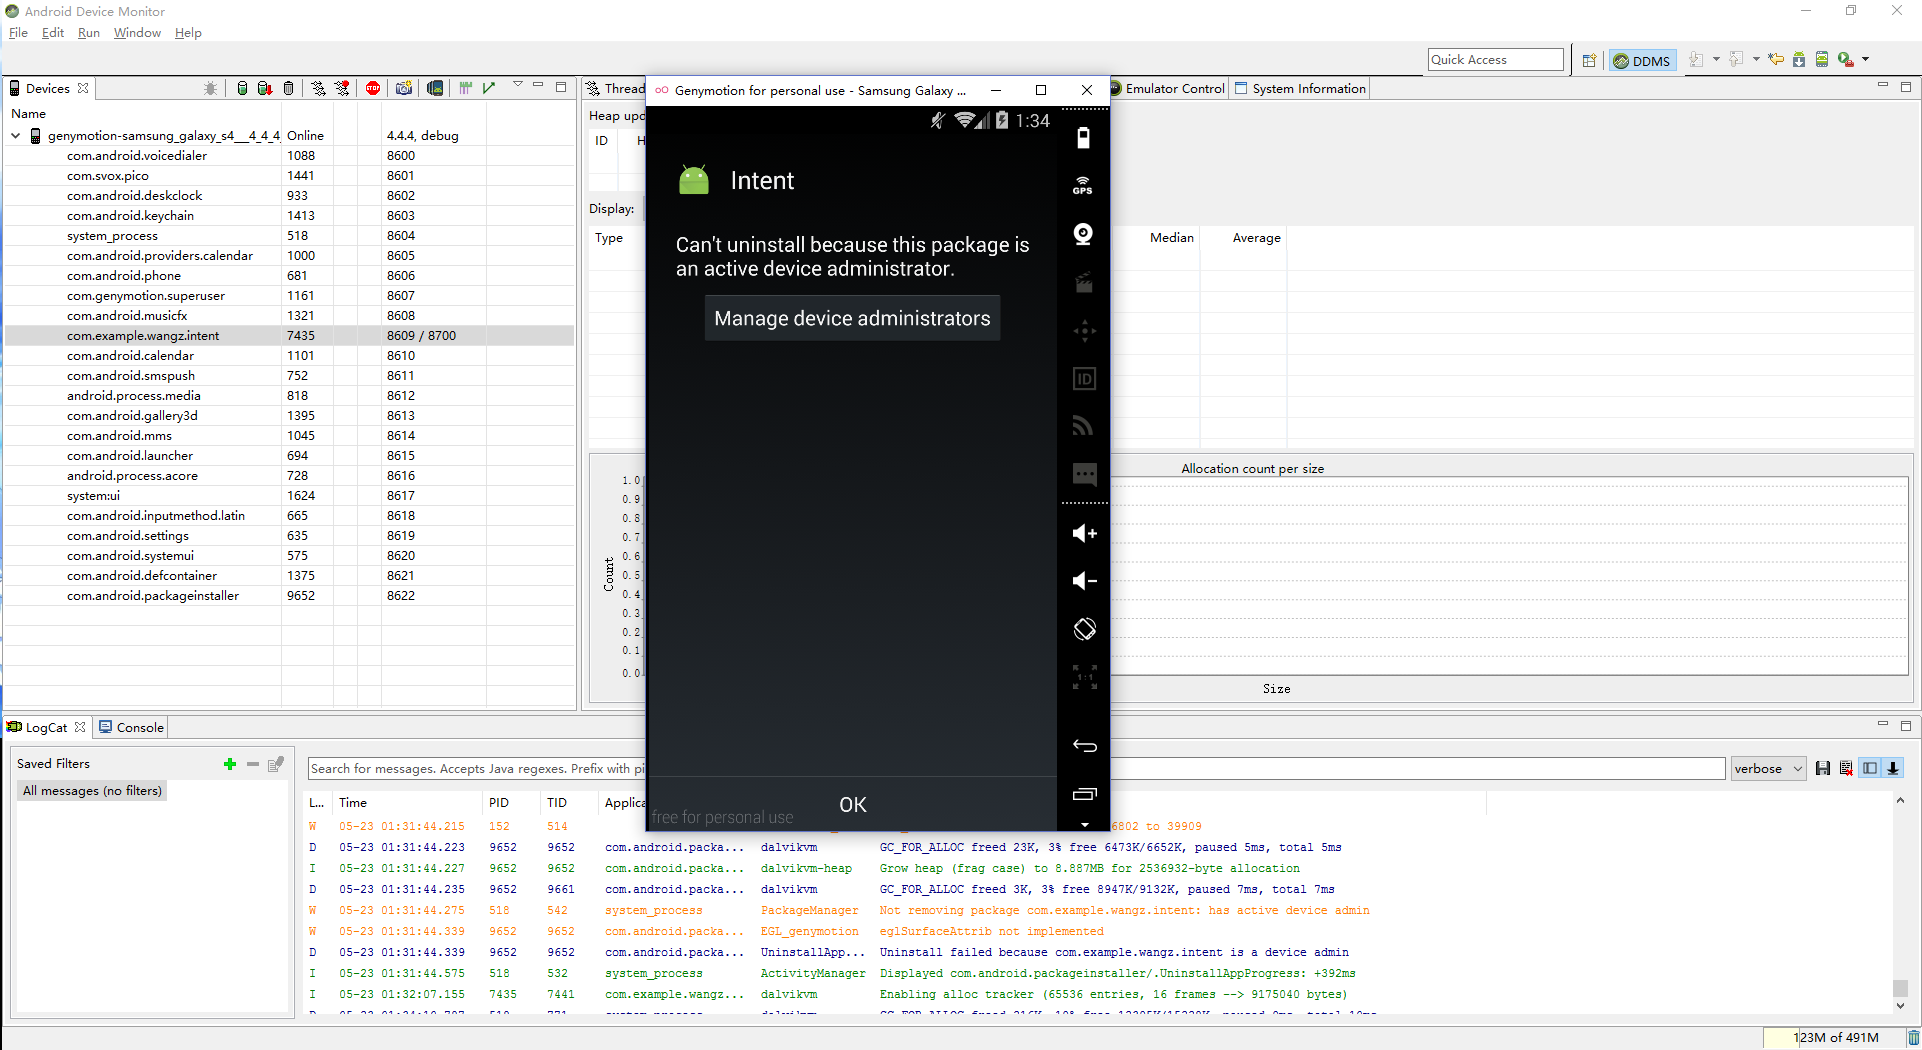 Android Device Monitor
File Edit Run Window Help
Quick Access
DDMS
Devices
Name
genymotion-samsung_galaxy_s4__4_4_4 Online 4.4.4, debug
com.android.voicedialer 1088 8600
com.svox.pico 1441 8601
com.android.deskclock 933 8602
com.android.keychain 1413 8603
system_process 518 8604
com.android.providers.calendar 1000 8605
com.android.phone 681 8606
com.genymotion.superuser 1161 8607
com.android.musicfx 1321 8608
com.example.wangz.intent 7435 8609 / 8700
com.android.calendar 1101 8610
com.android.smspush 752 8611
android.process.media 818 8612
com.android.gallery3d 1395 8613
com.android.mms 1045 8614
com.android.launcher 694 8615
android.process.acore 728 8616
system:ui 1624 8617
com.android.inputmethod.latin 665 8618
com.android.settings 635 8619
com.android.systemui 575 8620
com.android.defcontainer 1375 8621
com.android.packageinstaller 9652 8622
Thread
Emulator Control
System Information
Heap upd
ID H
Display:
Type Median Average
Allocation count per size
1.0
0.9
0.8
0.7
0.6
0.5
0.4
0.3
0.2
0.1
0.0
Count
Size
Genymotion for personal use - Samsung Galaxy ...
1:34
Intent
Can't uninstall because this package is
an active device administrator.
Manage device administrators
OK
free for personal use
GPS
ID
1:1
LogCat
Console
Saved Filters
All messages (no filters)
Search for messages. Accepts Java regexes. Prefix with pi
verbose
L... Time PID TID Applica
W 05-23 01:31:44.215 152 514 6802 to 39909
D 05-23 01:31:44.223 9652 9652 com.android.packa... dalvikvm GC_FOR_ALLOC freed 23K, 3% free 6473K/6652K, paused 5ms, total 5ms
I 05-23 01:31:44.227 9652 9652 com.android.packa... dalvikvm-heap Grow heap (frag case) to 8.887MB for 2536932-byte allocation
D 05-23 01:31:44.235 9652 9661 com.android.packa... dalvikvm GC_FOR_ALLOC freed 3K, 3% free 8947K/9132K, paused 7ms, total 7ms
W 05-23 01:31:44.275 518 542 system_process PackageManager Not removing package com.example.wangz.intent: has active device admin
W 05-23 01:31:44.339 9652 9652 com.android.packa... EGL_genymotion eglSurfaceAttrib not implemented
D 05-23 01:31:44.339 9652 9652 com.android.packa... UninstallApp... Uninstall failed because com.example.wangz.intent is a device admin
I 05-23 01:31:44.575 518 532 system_process ActivityManager Displayed com.android.packageinstaller/.UninstallAppProgress: +392ms
I 05-23 01:32:07.155 7435 7441 com.example.wangz... dalvikvm Enabling alloc tracker (65536 entries, 16 frames --> 9175040 bytes)
123M of 491M